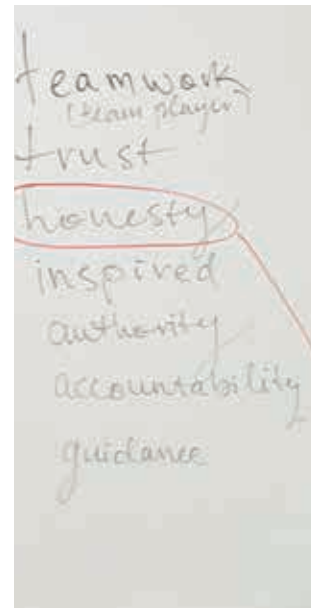 teamwork
(team player)
trust
honesty
inspired
authority
accountability
guidance